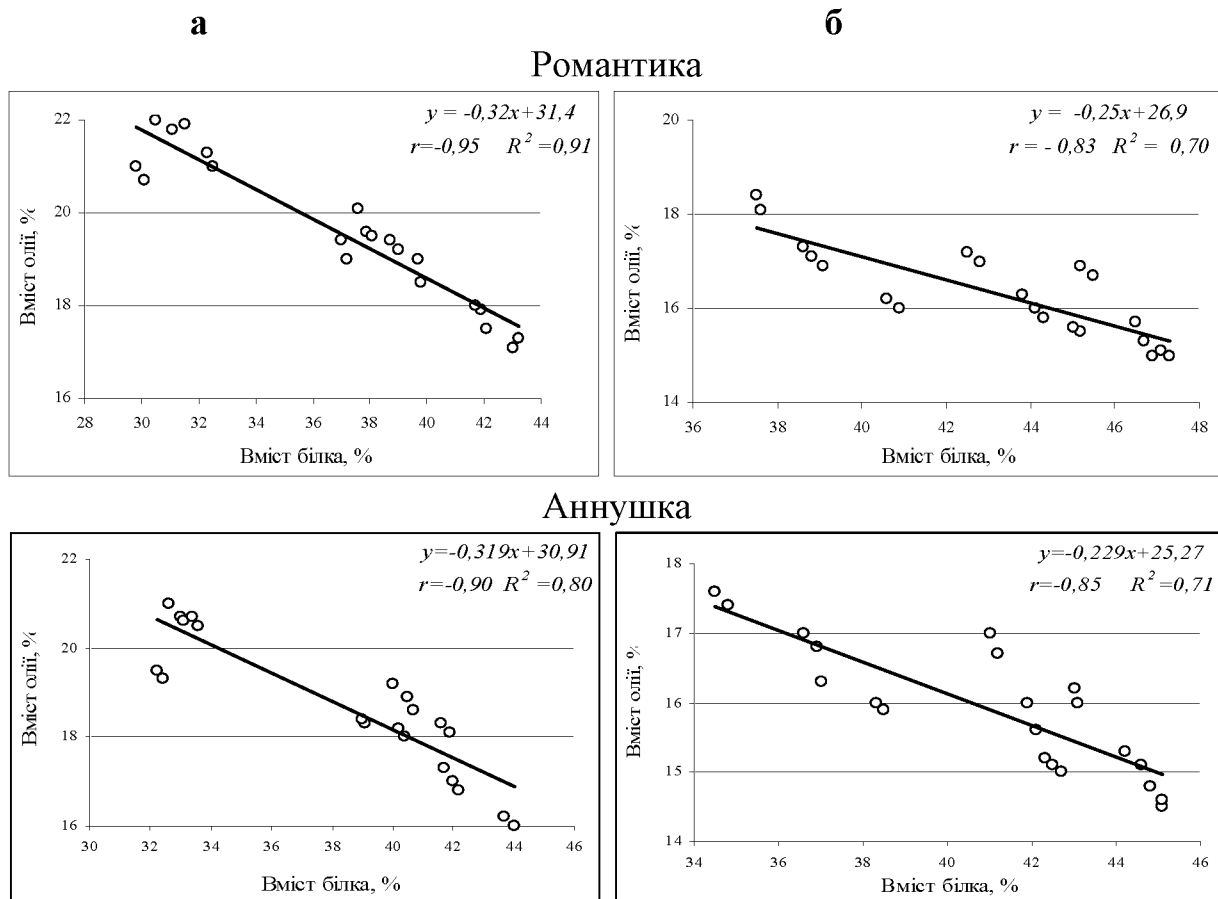 а
б
Романтика
y = -0,32x+31,4
r=-0,95 R² =0,91
22
20
18
16
Вміст олії, %
28 30 32 34 36 38 40 42 44
Вміст білка, %
y = -0,25x+26,9
r = - 0,83 R² = 0,70
20
18
16
14
Вміст олії, %
36 38 40 42 44 46 48
Вміст білка, %
Аннушка
y=-0,319x+30,91
r=-0,90 R² =0,80
22
20
18
16
Вміст олії, %
30 32 34 36 38 40 42 44 46
Вміст білка, %
y=-0,229x+25,27
r=-0,85 R² =0,71
18
17
16
15
14
Вміст олії, %
34 36 38 40 42 44 46
Вміст білка, %